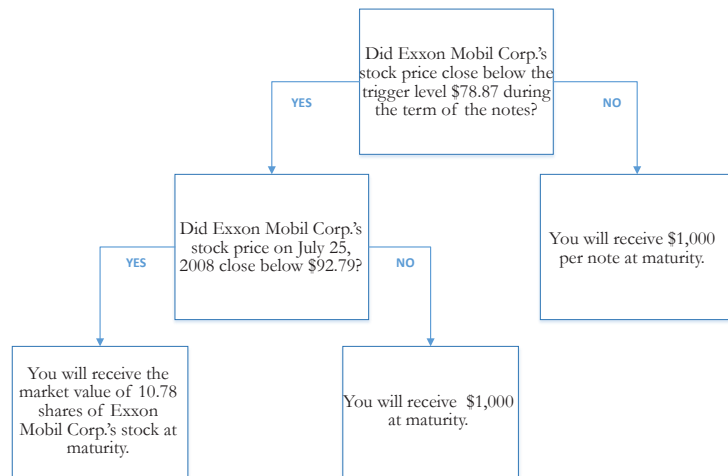 Did Exxon Mobil Corp.'s
stock price close below the
trigger level $78.87 during
the term of the notes?
YES
NO
Did Exxon Mobil Corp.'s
stock price on July 25,
2008 close below $92.79?
You will receive $1,000
per note at maturity.
YES
NO
You will receive the
market value of 10.78
shares of Exxon
Mobil Corp.'s stock at
maturity.
You will receive $1,000
at maturity.